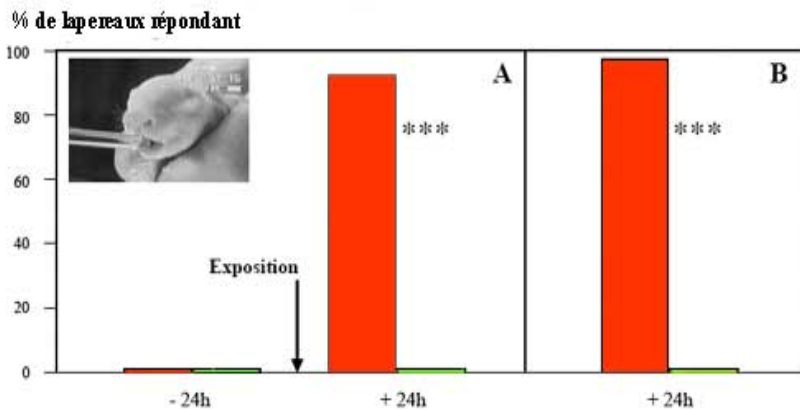 % de lapereaux répondant
100
80
60
40
20
0
A
***
Exposition
B
***
- 24h
+ 24h
+ 24h